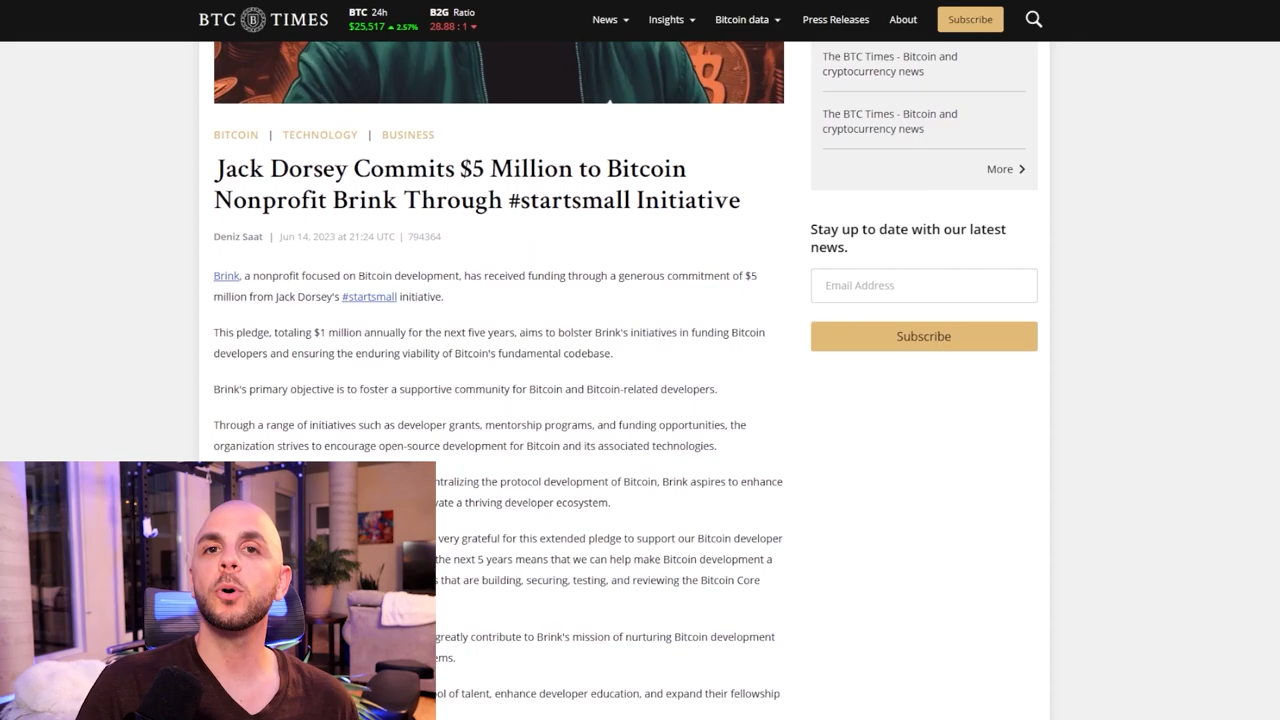 BTC B TIMES
BTC 24h
$25,517 ▲ 2.57%
B2G Ratio
28.88 : 1 ▼
News
Insights
Bitcoin data
Press Releases
About
Subscribe
The BTC Times - Bitcoin and
cryptocurrency news
The BTC Times - Bitcoin and
cryptocurrency news
More
BITCOIN | TECHNOLOGY | BUSINESS
Jack Dorsey Commits $5 Million to Bitcoin
Nonprofit Brink Through #startsmall Initiative
Deniz Saat | Jun 14, 2023 at 21:24 UTC | 794364
Brink, a nonprofit focused on Bitcoin development, has received funding through a generous commitment of $5
million from Jack Dorsey's #startsmall initiative.
This pledge, totaling $1 million annually for the next five years, aims to bolster Brink's initiatives in funding Bitcoin
developers and ensuring the enduring viability of Bitcoin's fundamental codebase.
Brink's primary objective is to foster a supportive community for Bitcoin and Bitcoin-related developers.
Through a range of initiatives such as developer grants, mentorship programs, and funding opportunities, the
organization strives to encourage open-source development for Bitcoin and its associated technologies.
ntralizing the protocol development of Bitcoin, Brink aspires to enhance
vate a thriving developer ecosystem.
very grateful for this extended pledge to support our Bitcoin developer
the next 5 years means that we can help make Bitcoin development a
s that are building, securing, testing, and reviewing the Bitcoin Core
greatly contribute to Brink's mission of nurturing Bitcoin development
ems.
ol of talent, enhance developer education, and expand their fellowship
Stay up to date with our latest
news.
Email Address
Subscribe